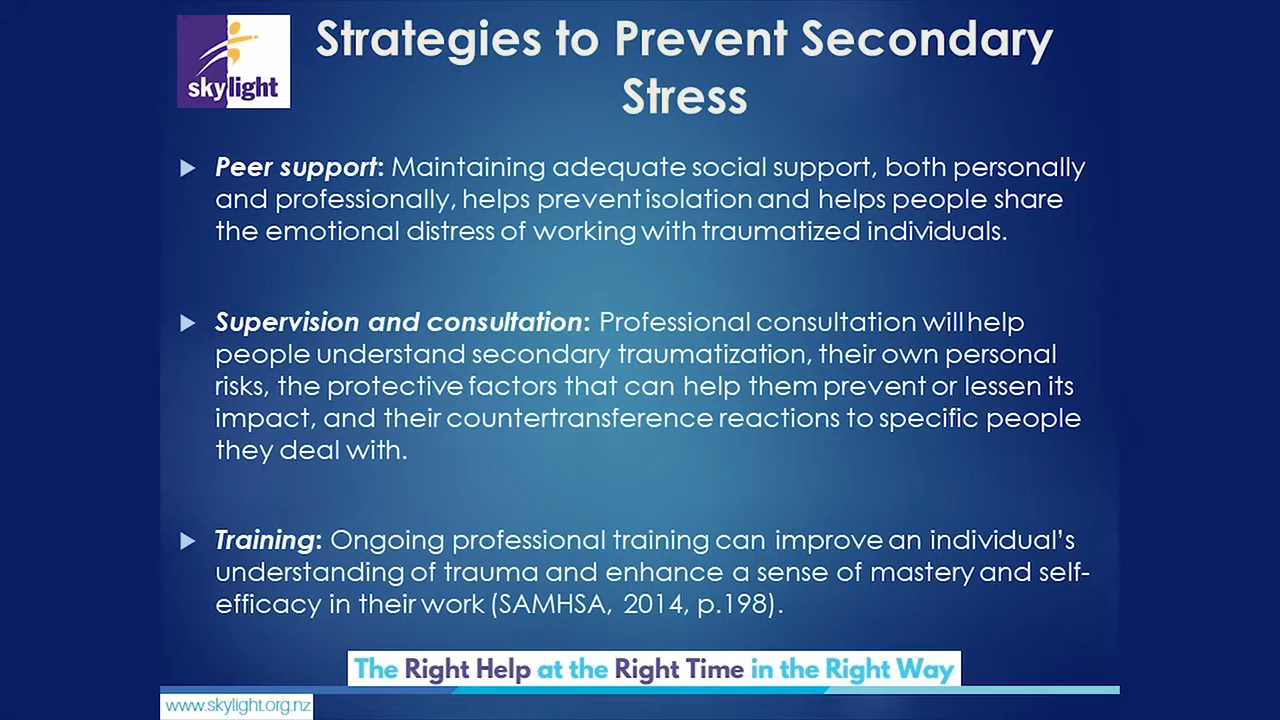 skylight
Strategies to Prevent Secondary
Stress
Peer support: Maintaining adequate social support, both personally
and professionally, helps prevent isolation and helps people share
the emotional distress of working with traumatized individuals.
Supervision and consultation: Professional consultation will help
people understand secondary traumatization, their own personal
risks, the protective factors that can help them prevent or lessen its
impact, and their countertransference reactions to specific people
they deal with.
Training: Ongoing professional training can improve an individual’s
understanding of trauma and enhance a sense of mastery and self-
efficacy in their work (SAMHSA, 2014, p.198).
The Right Help at the Right Time in the Right Way
www.skylight.org.nz